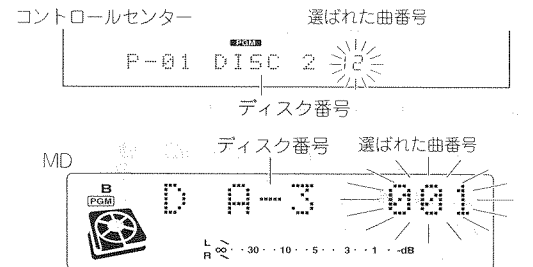 コントロールセンター 選ばれた曲番号
PGM
P-01 DISC 2 12
ディスク番号
ディスク番号 選ばれた曲番号
MD
B
PGM
D A-3 001
L
R ∞··30··10··5··3··1··-dB